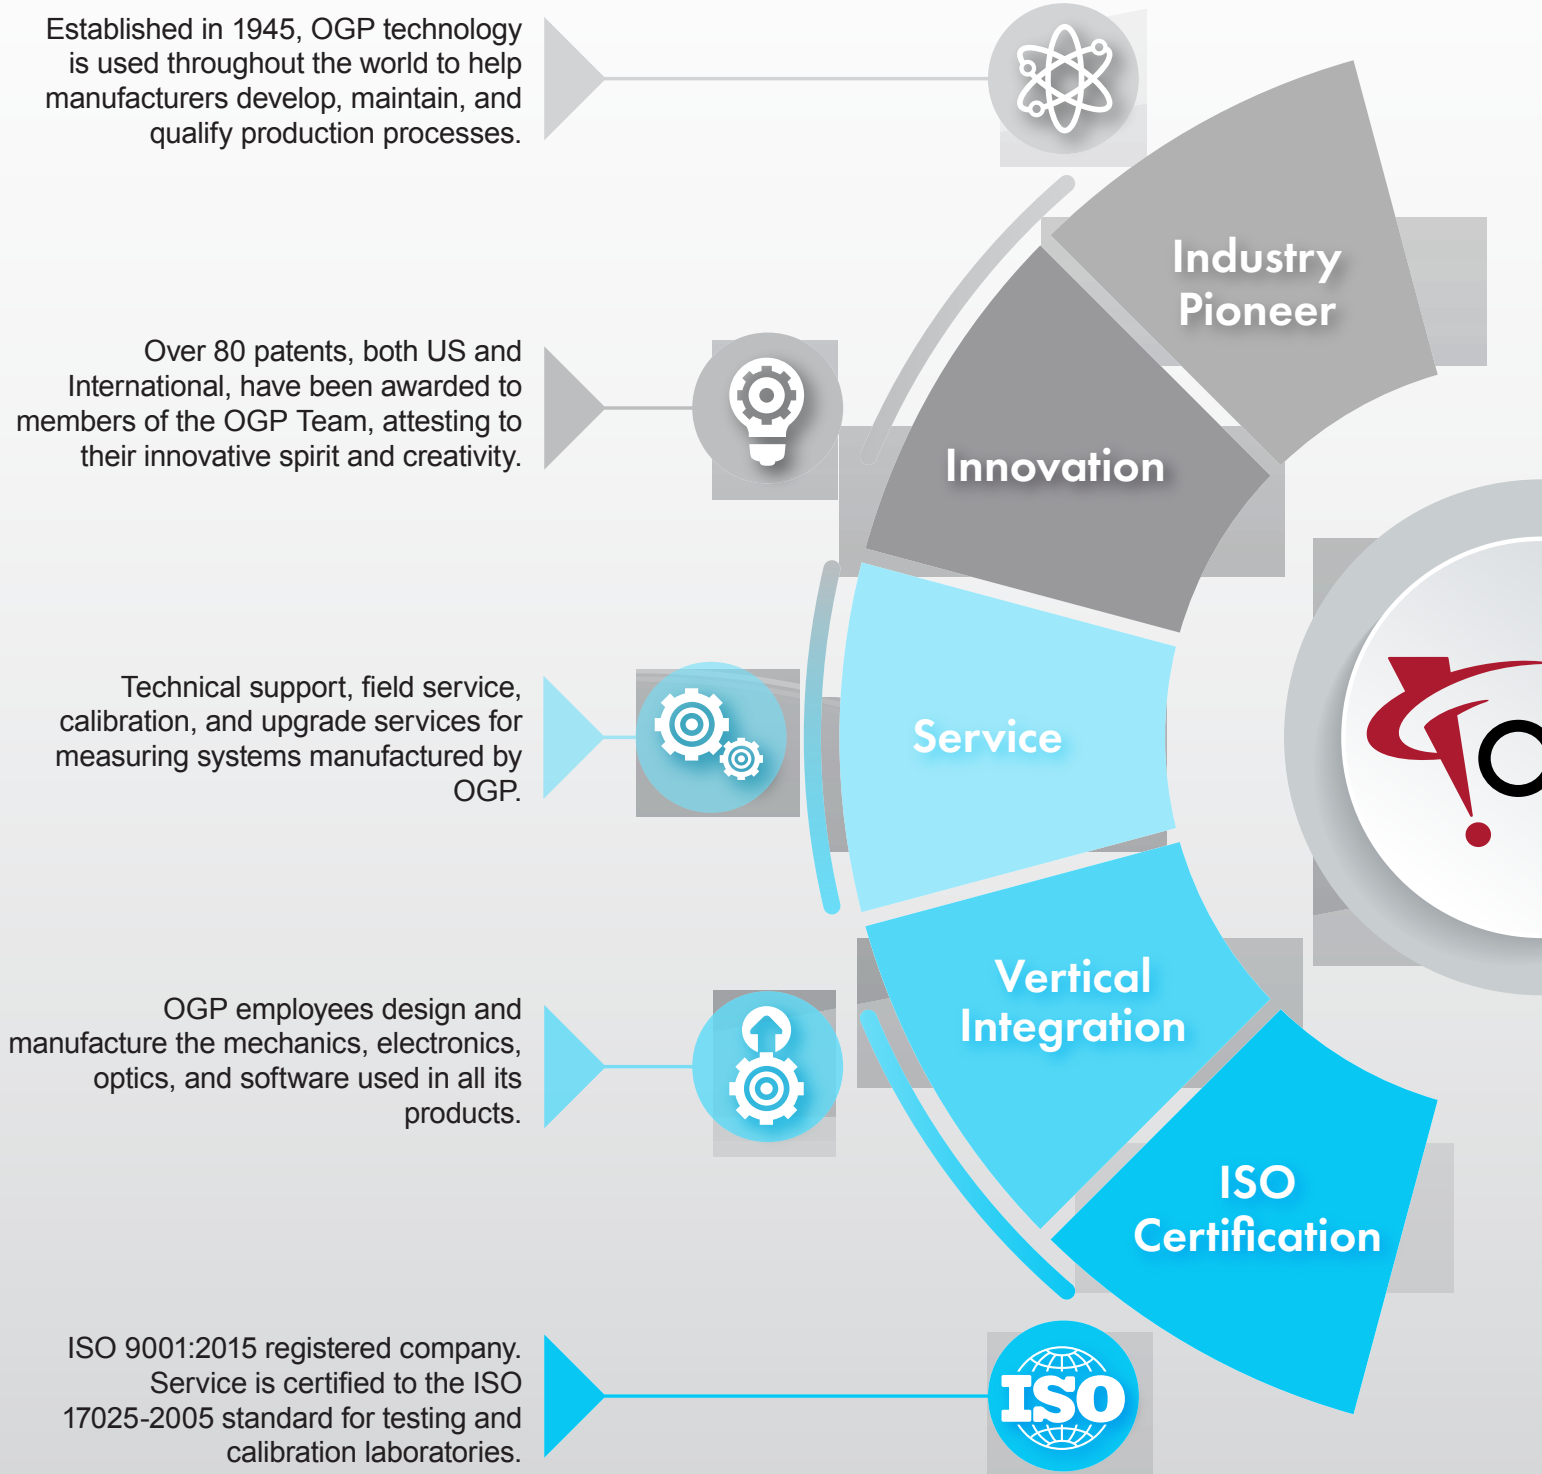 Established in 1945, OGP technology
is used throughout the world to help
manufacturers develop, maintain, and
qualify production processes.
Industry
Pioneer
Over 80 patents, both US and
International, have been awarded to
members of the OGP Team, attesting to
their innovative spirit and creativity.
Innovation
Technical support, field service,
calibration, and upgrade services for
measuring systems manufactured by
OGP.
Service
OGP employees design and
manufacture the mechanics, electronics,
optics, and software used in all its
products.
Vertical
Integration
ISO
Certification
ISO 9001:2015 registered company.
Service is certified to the ISO
17025-2005 standard for testing and
calibration laboratories.
ISO